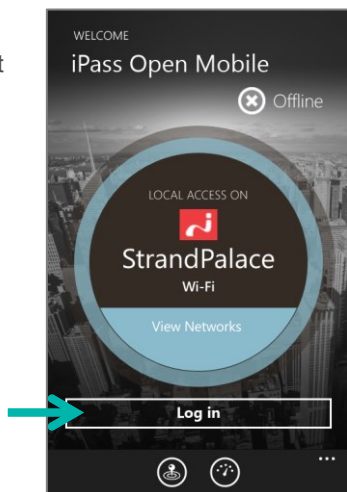 t
WELCOME
iPass Open Mobile
Offline
LOCAL ACCESS ON
StrandPalace
Wi-Fi
View Networks
Log in